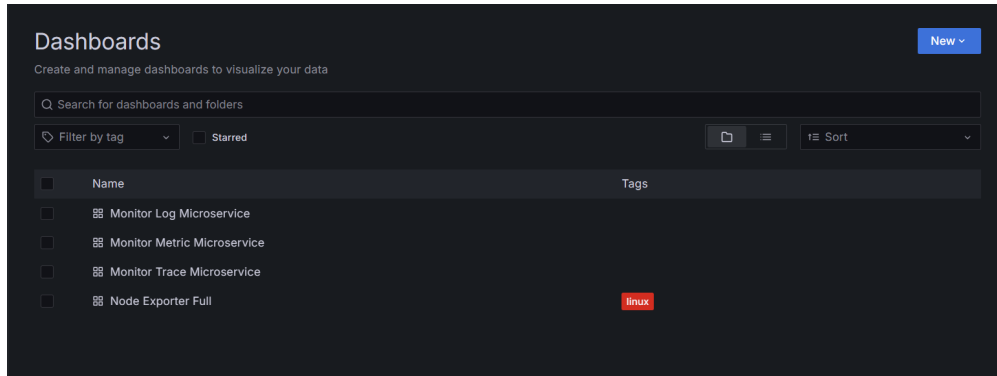 Dashboards
New
Create and manage dashboards to visualize your data
Search for dashboards and folders
Filter by tag
Starred
Sort
Name Tags
Monitor Log Microservice
Monitor Metric Microservice
Monitor Trace Microservice
Node Exporter Full linux